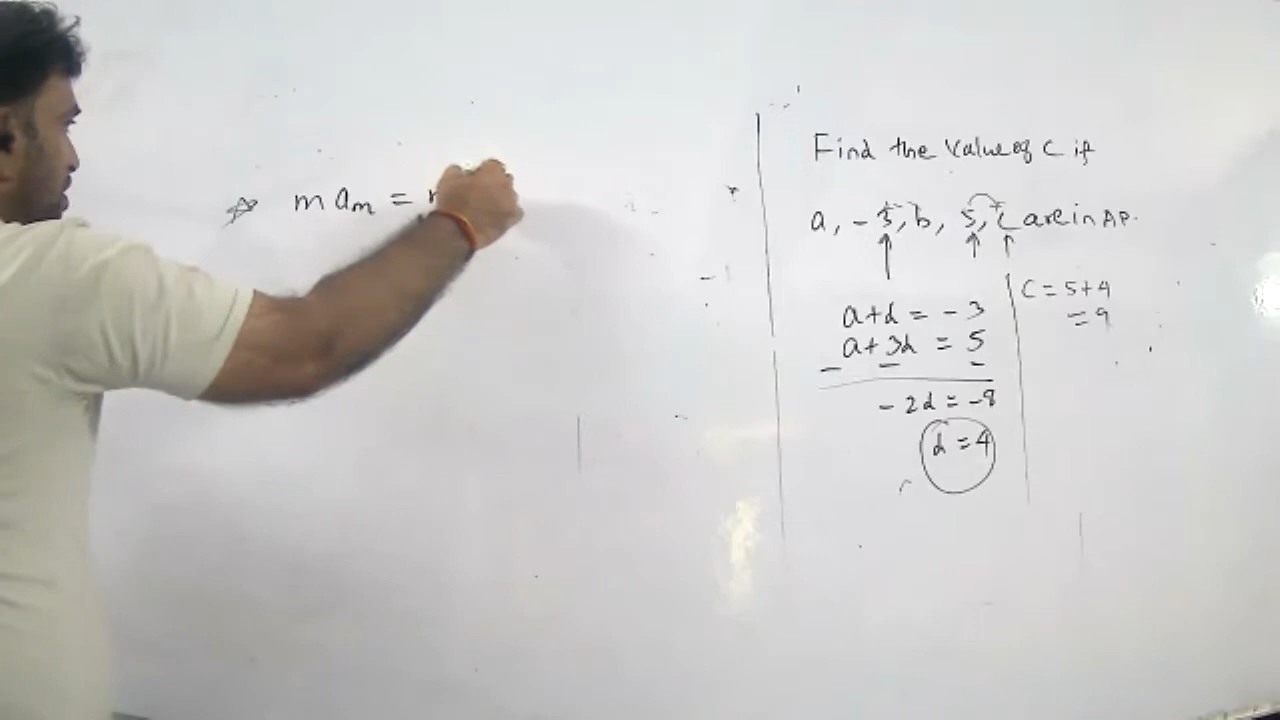 ☆ m aₘ =
Find the value of c if
a, -3, b, 5, c are in AP.
a+d = -3
a+3d = 5
- - -
-2d = -8
d = 4
c = 5+4
= 9